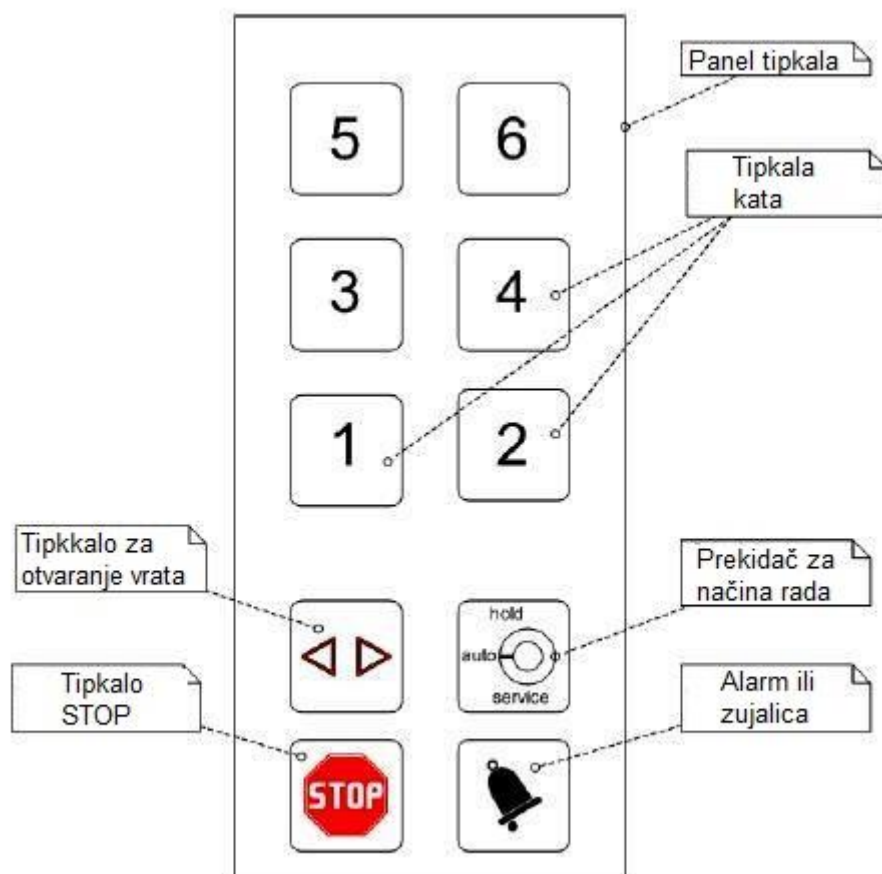 Panel tipkala
5 6
Tipkala
kata
3 4
1 2
Tipkkalo za
otvaranje vrata
Prekidač za
načina rada
hold
auto
service
Tipkalo
STOP
Alarm ili
zujalica
STOP